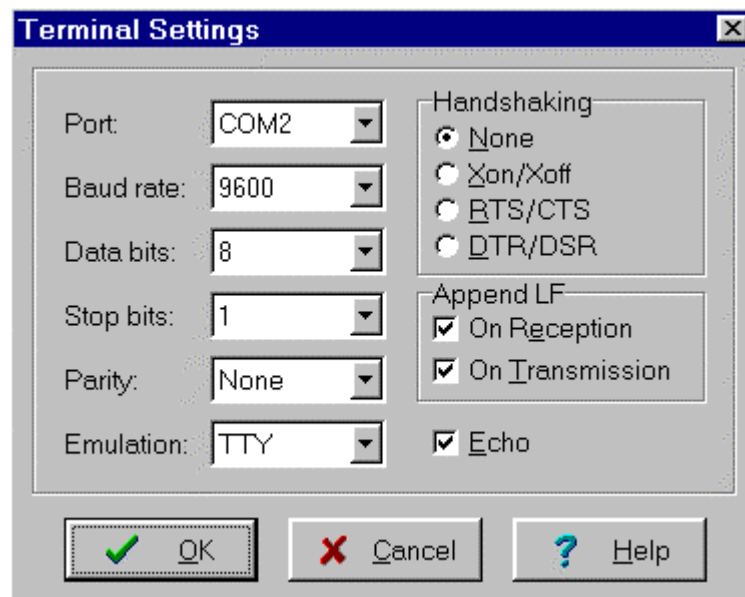 Terminal Settings
Port: COM2
Baud rate: 9600
Data bits: 8
Stop bits: 1
Parity: None
Emulation: TTY
Handshaking
None
Xon/Xoff
RTS/CTS
DTR/DSR
Append LF
On Reception
On Transmission
Echo
OK
Cancel
Help